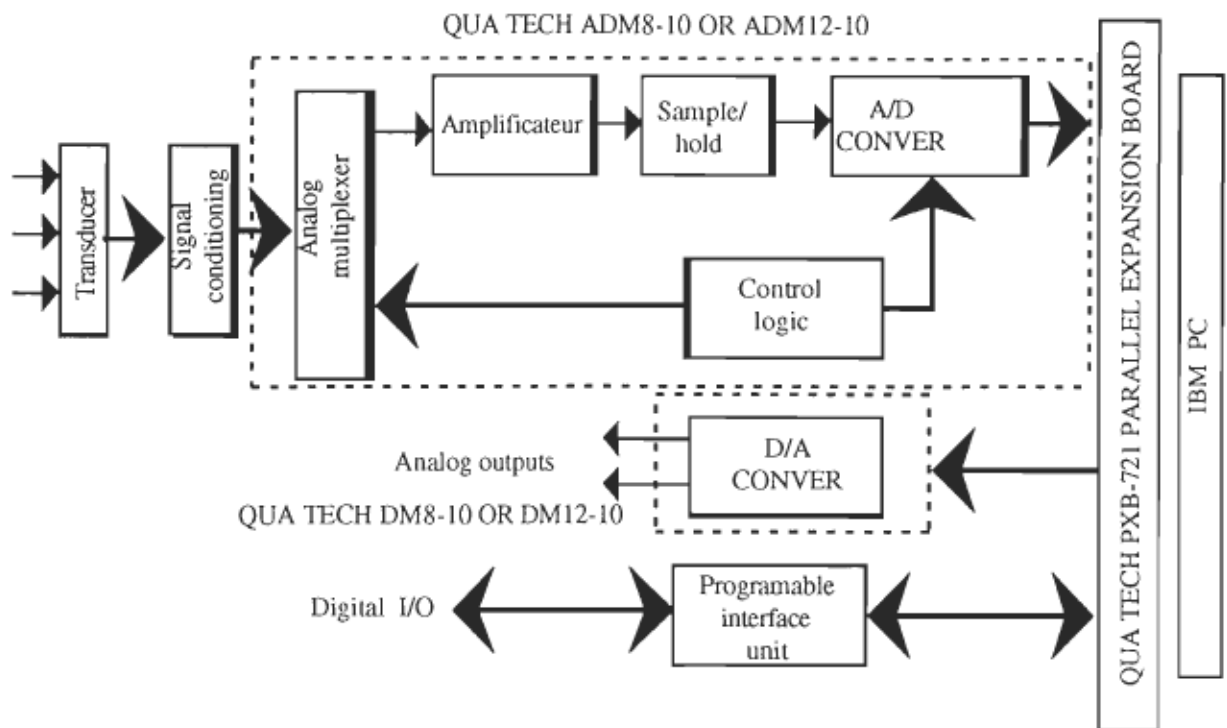 QUA TECH ADM8-10 OR ADM12-10
Transducer
Signal
conditioning
Analog
multiplexer
Amplificateur
Sample/
hold
A/D
CONVER
Control
logic
Analog outputs
D/A
CONVER
QUA TECH DM8-10 OR DM12-10
Digital I/O
Programable
interface
unit
QUA TECH PXB-721 PARALLEL EXPANSION BOARD
IBM PC